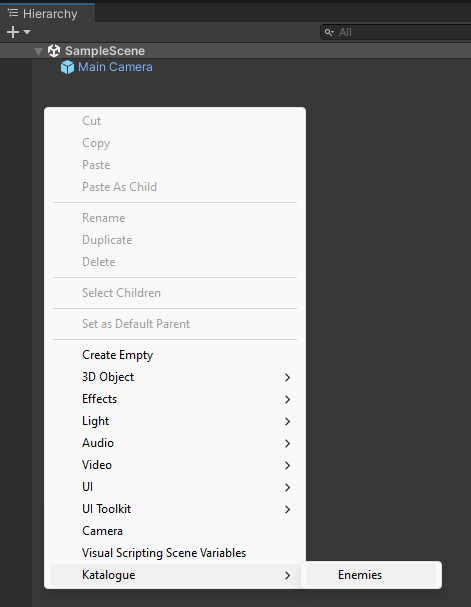 Hierarchy
All
SampleScene
Main Camera
Cut
Copy
Paste
Paste As Child
Rename
Duplicate
Delete
Select Children
Set as Default Parent
Create Empty
3D Object
Effects
Light
Audio
Video
UI
UI Toolkit
Camera
Visual Scripting Scene Variables
Katalogue
Enemies